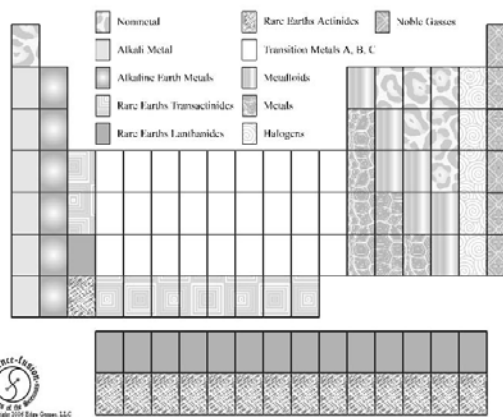 Nonmetal
Rare Earths Actinides
Noble Gasses
Alkali Metal
Transition Metals A, B, C
Alkaline Earth Metals
Metalloids
Rare Earths Transactinides
Metals
Rare Earths Lanthanides
Halogens